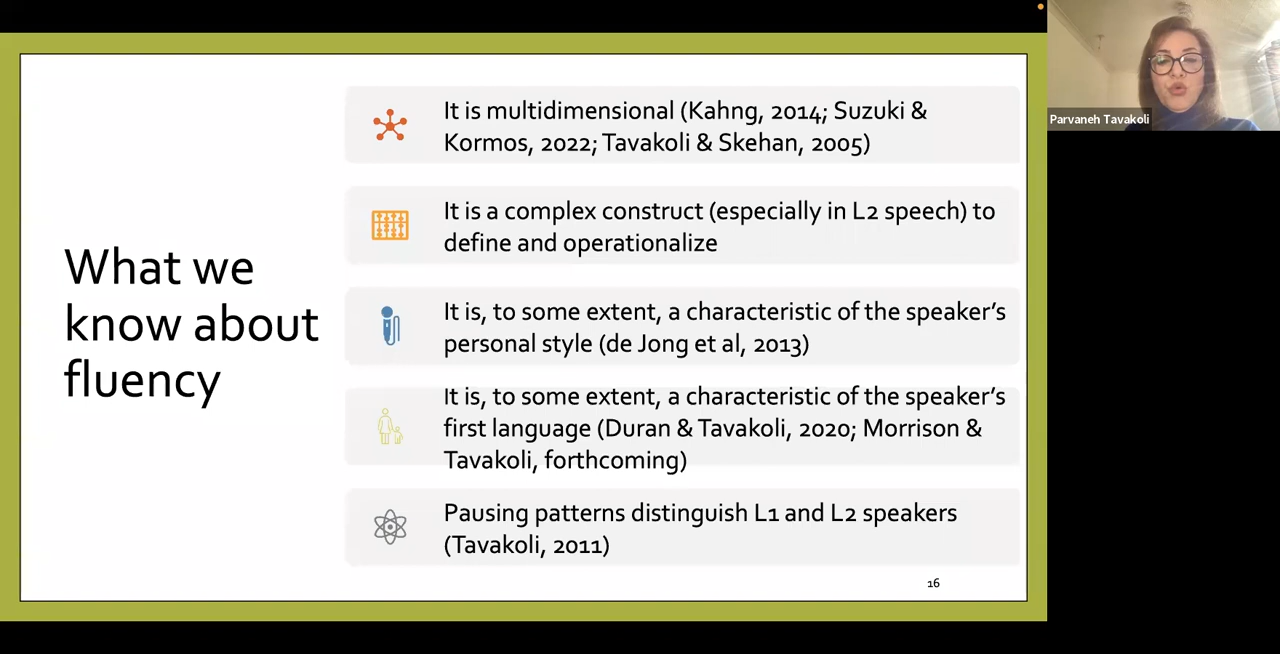 What we
know about
fluency
It is multidimensional (Kahng, 2014; Suzuki &
Kormos, 2022; Tavakoli & Skehan, 2005)
It is a complex construct (especially in L2 speech) to
define and operationalize
It is, to some extent, a characteristic of the speaker’s
personal style (de Jong et al, 2013)
It is, to some extent, a characteristic of the speaker’s
first language (Duran & Tavakoli, 2020; Morrison &
Tavakoli, forthcoming)
Pausing patterns distinguish L1 and L2 speakers
(Tavakoli, 2011)
16
Parvaneh Tavakoli